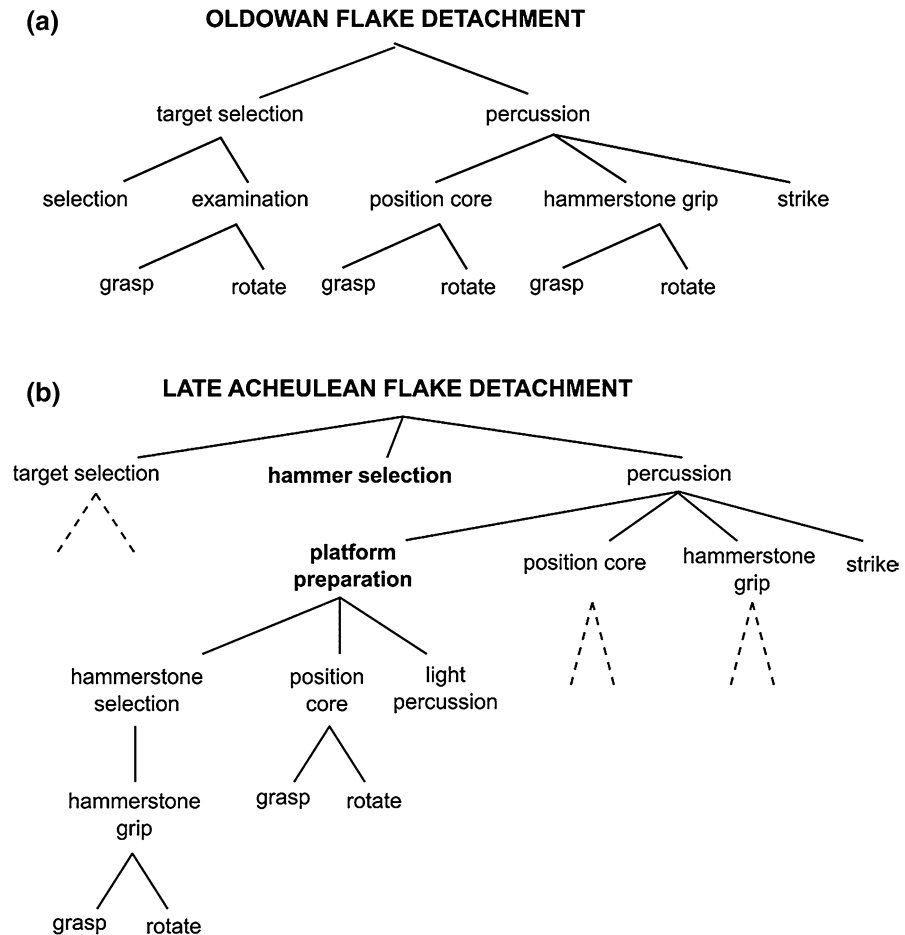 (a) OLDOWAN FLAKE DETACHMENT
target selection percussion
selection examination position core hammerstone grip strike
grasp rotate grasp rotate grasp rotate
(b) LATE ACHEULEAN FLAKE DETACHMENT
target selection hammer selection percussion
platform
preparation
position core
hammerstone
grip
strike
hammerstone
selection
position
core
light
percussion
hammerstone
grip
grasp rotate
grasp rotate